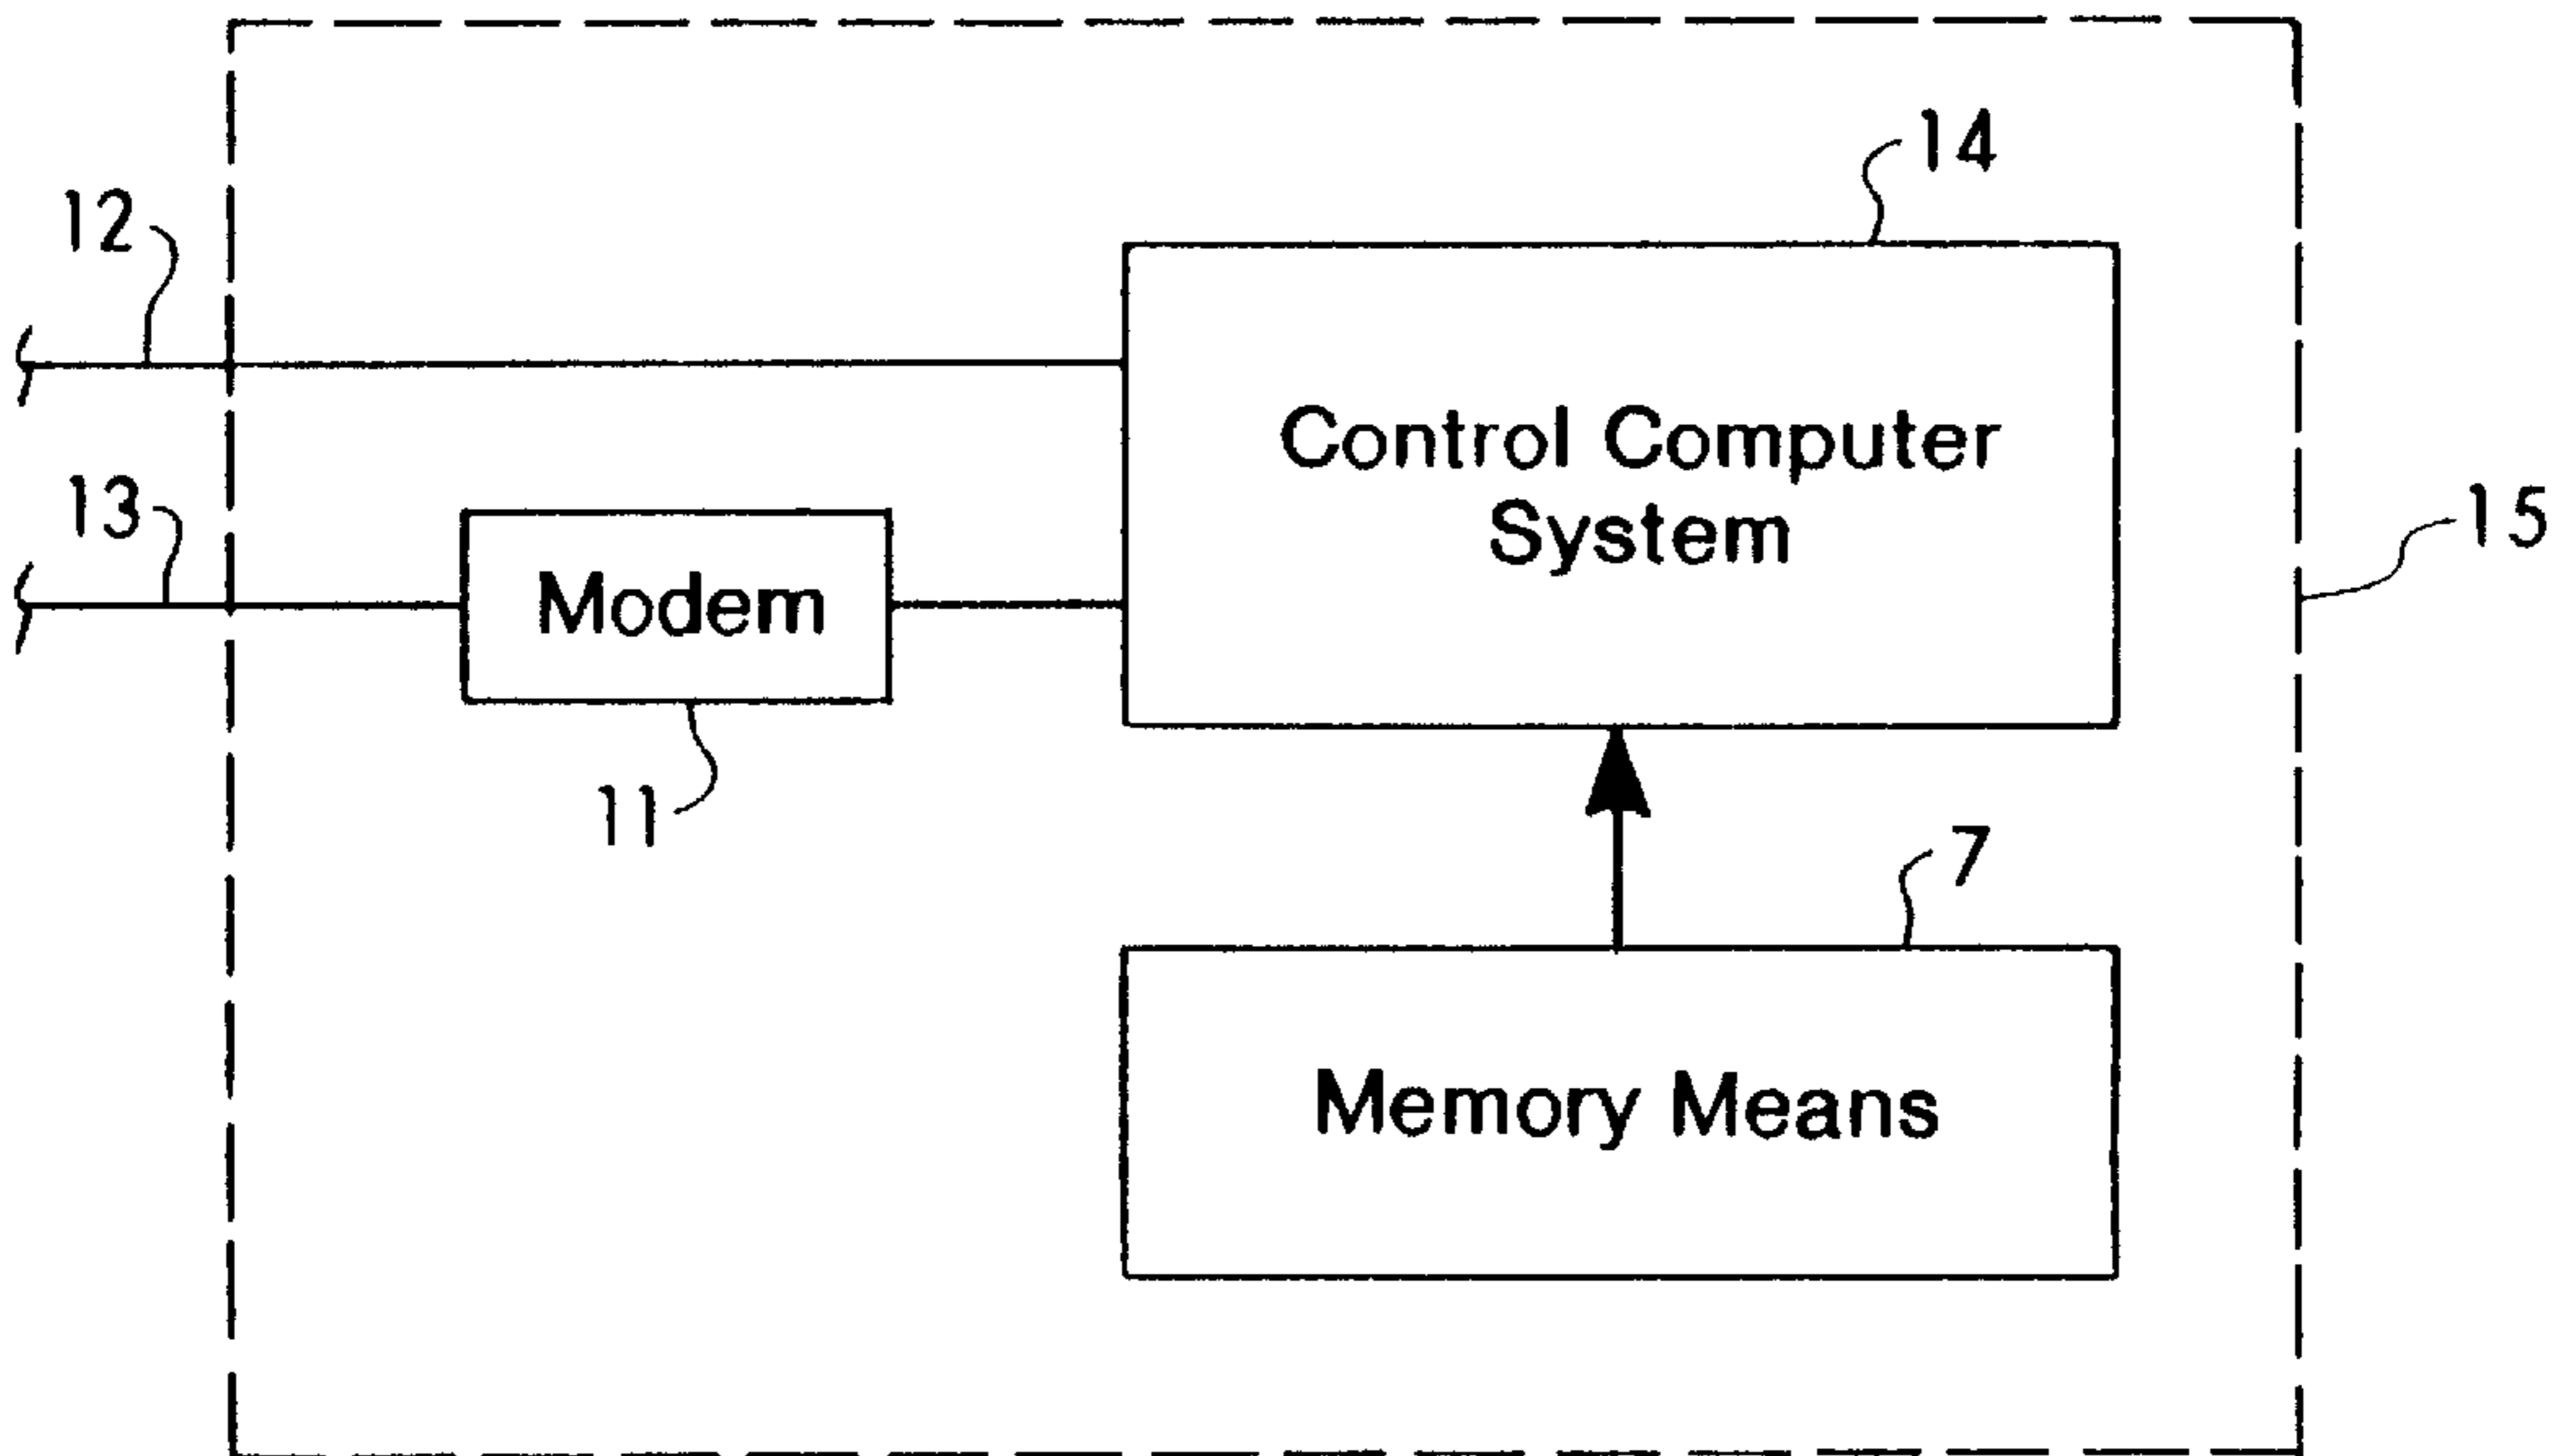 14
12
Control Computer
System
13
15
Modem
11
7
Memory Means